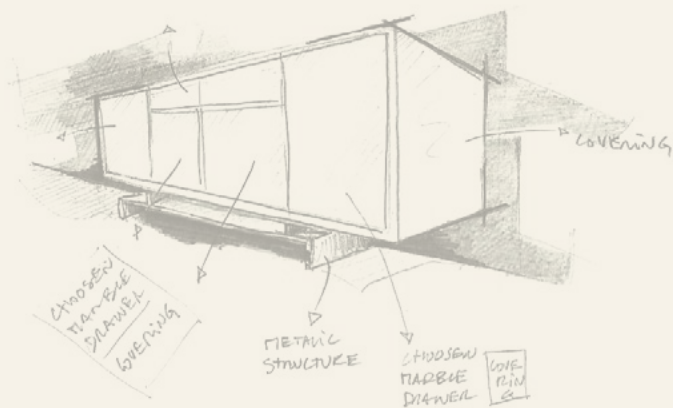 COVERING
CHOOSEN
MARBLE
DRAWER
COVERING
METALIC
STRUCTURE
CHOOSEN
MARBLE
DRAWER
COVE
RIN
G